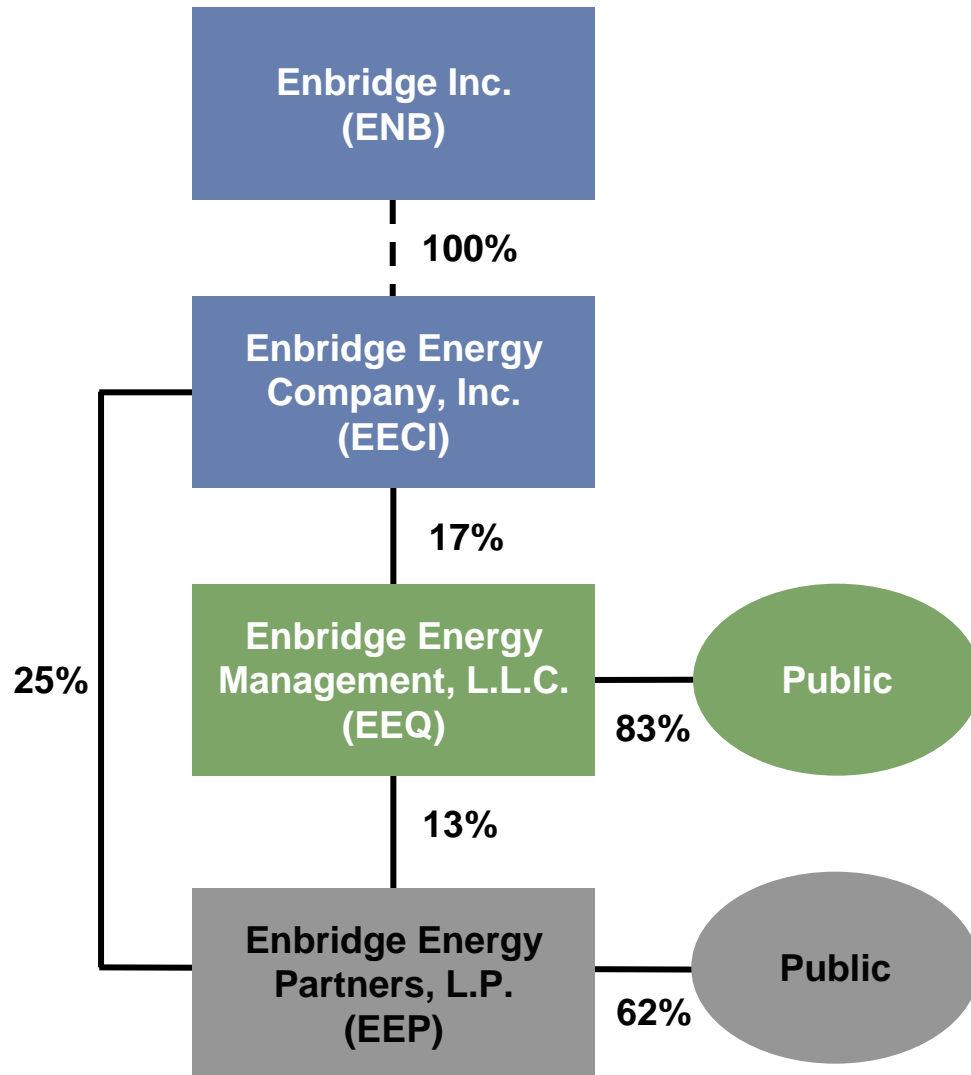 Enbridge Inc.
(ENB)
100%
Enbridge Energy
Company, Inc.
(EECI)
17%
Enbridge Energy
Management, L.L.C.
(EEQ)
Public
83%
25%
13%
Enbridge Energy
Partners, L.P.
(EEP)
Public
62%